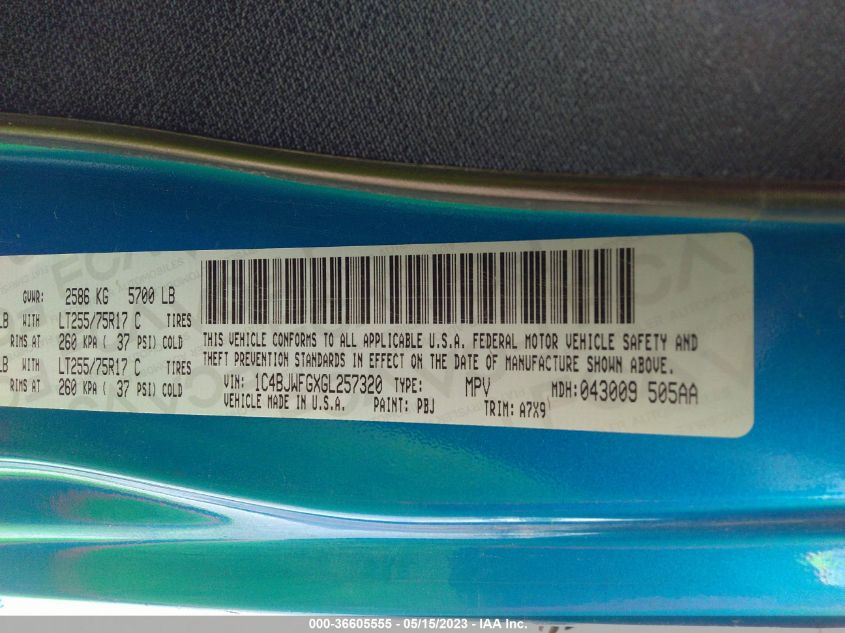 GVWR: 2586 KG 5700 LB
LB WITH LT255/75R17 C TIRES
RIMS AT 260 KPA ( 37 PSI) COLD
LB WITH LT255/75R17 C TIRES
RIMS AT 260 KPA ( 37 PSI) COLD
THIS VEHICLE CONFORMS TO ALL APPLICABLE U.S.A. FEDERAL MOTOR VEHICLE SAFETY AND
THEFT PREVENTION STANDARDS IN EFFECT ON THE DATE OF MANUFACTURE SHOWN ABOVE.
VIN: 1C4BJWFGXGL257320 TYPE: MPV MDH:043009 505AA
VEHICLE MADE IN U.S.A. PAINT: PBJ TRIM: A7X9
000-36605555 - 05/15/2023 - IAA Inc.